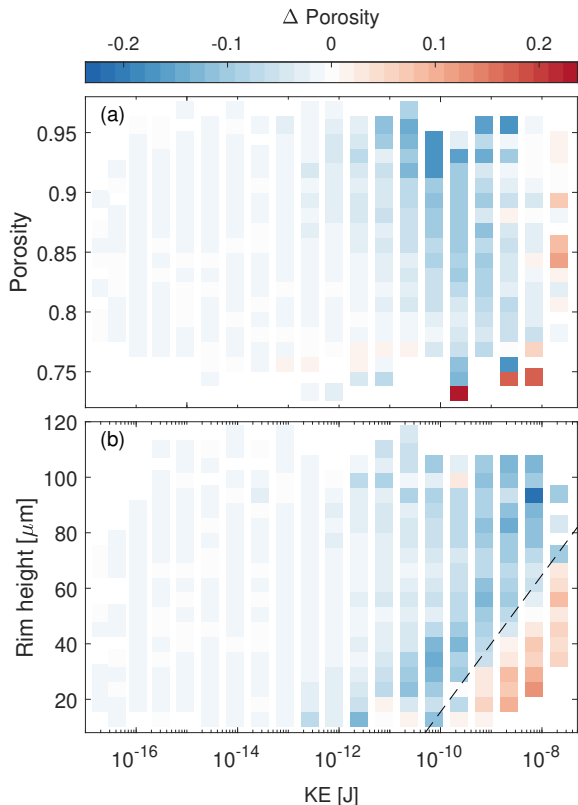 Δ Porosity
-0.2 -0.1 0 0.1 0.2
(a)
0.95
0.9
0.85
0.8
0.75
Porosity
(b)
120
100
80
60
40
20
Rim height [μm]
10⁻¹⁶ 10⁻¹⁴ 10⁻¹² 10⁻¹⁰ 10⁻⁸
KE [J]